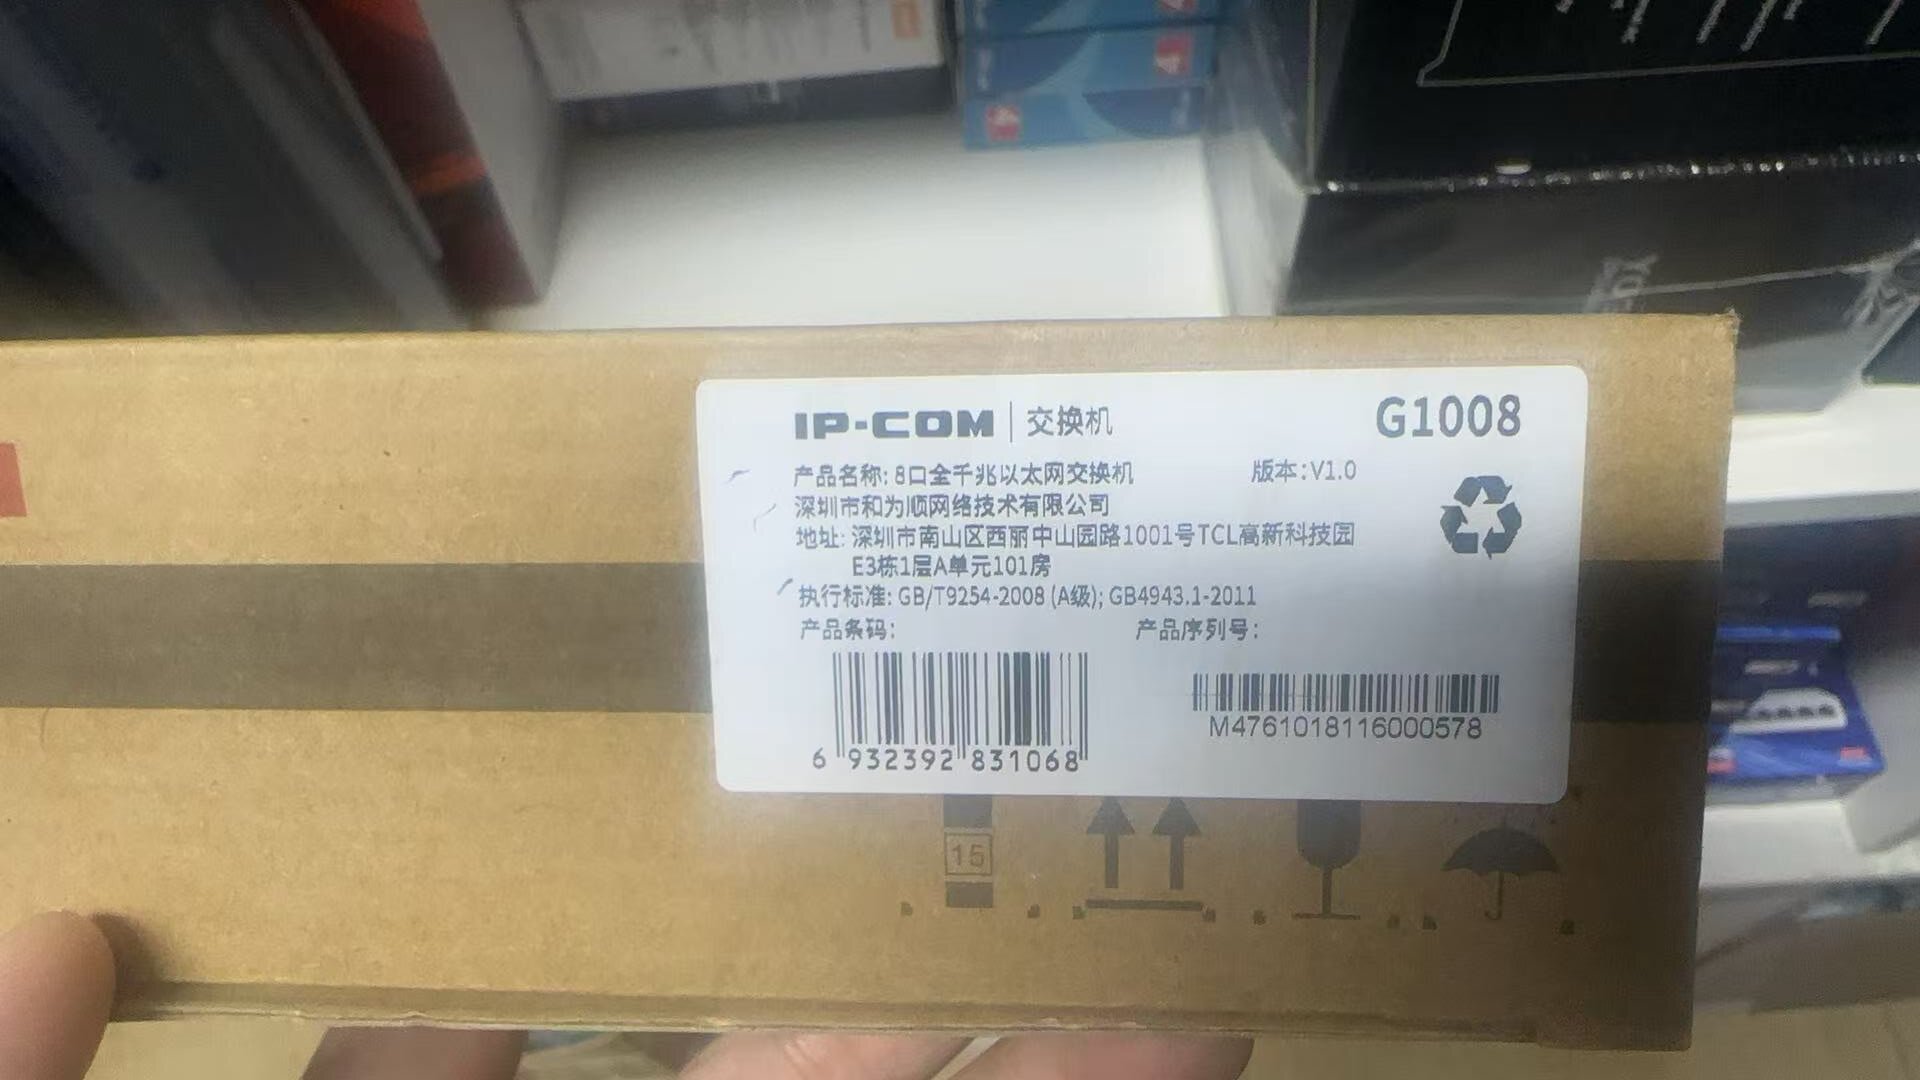 IP-COM | 交换机
G1008
产品名称: 8口全千兆以太网交换机
版本: V1.0
深圳市和为顺网络技术有限公司
地址: 深圳市南山区西丽中山园路1001号TCL高新科技园
E3栋1层A单元101房
执行标准: GB/T9254-2008 (A级); GB4943.1-2011
产品条码:
产品序列号:
6 932392 831068
M4761018116000578
15